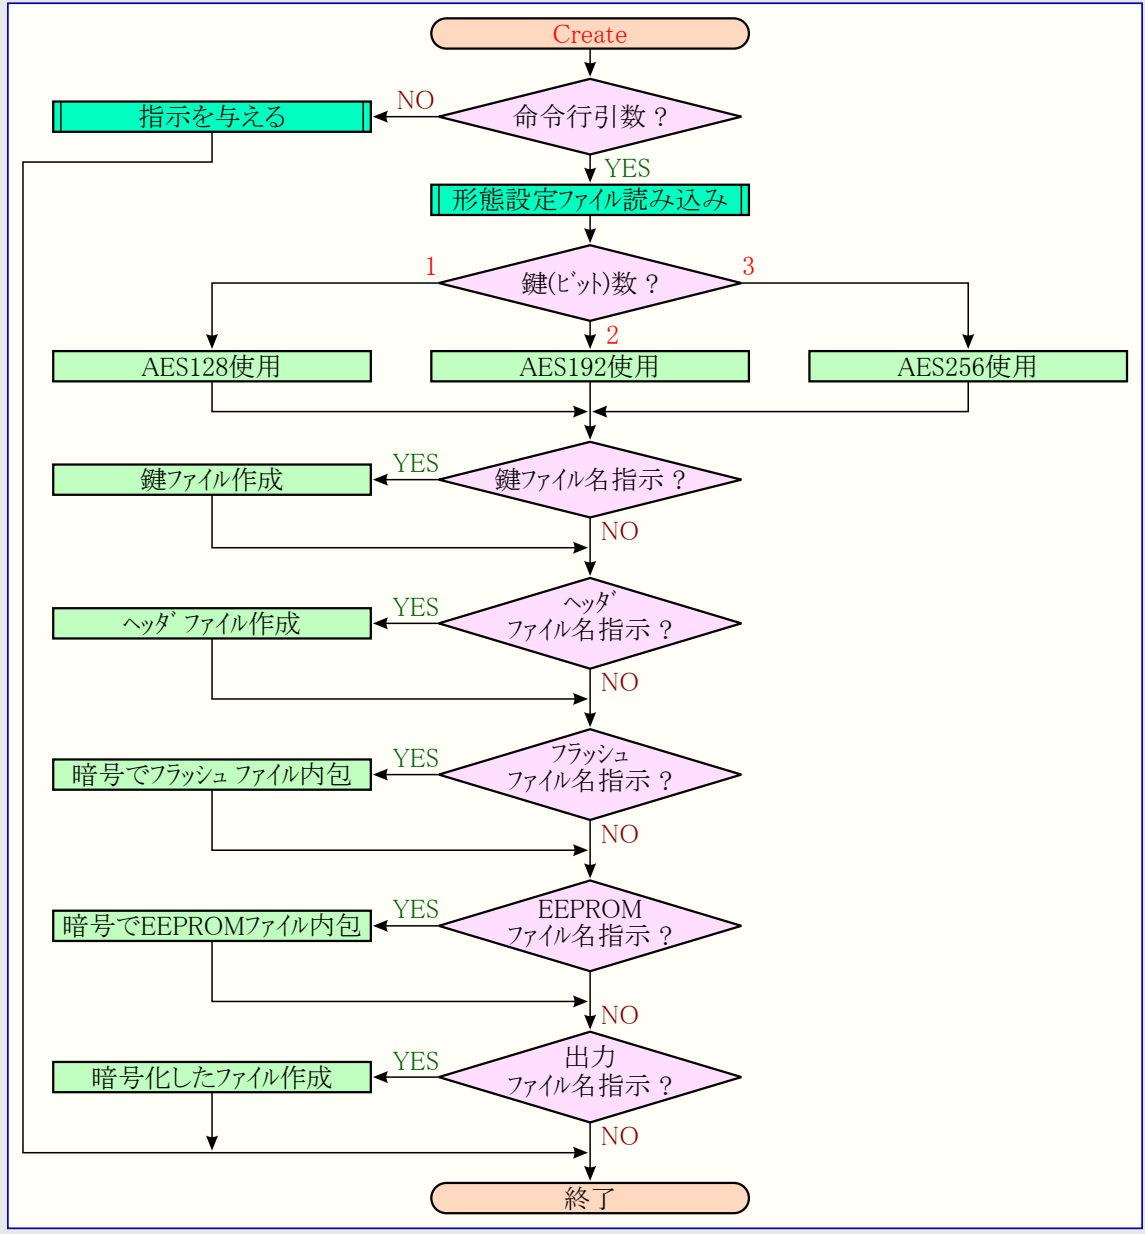 Create
命令行引数 ?
NO
指示を与える
YES
形態設定ファイル読み込み
鍵(ビット)数 ?
1
2
3
AES128使用
AES192使用
AES256使用
鍵ファイル名指示 ?
YES
鍵ファイル作成
NO
ヘッダ
ファイル名指示 ?
YES
ヘッダ ファイル作成
NO
フラッシュ
ファイル名指示 ?
YES
暗号でフラッシュ ファイル内包
NO
EEPROM
ファイル名指示 ?
YES
暗号でEEPROMファイル内包
NO
出力
ファイル名指示 ?
YES
暗号化したファイル作成
NO
終了